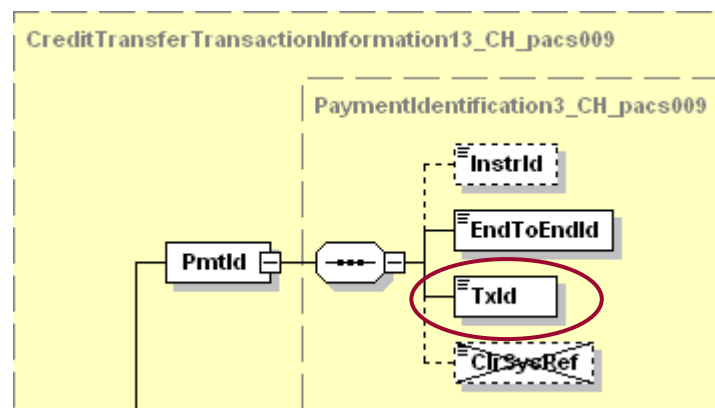 CreditTransferTransactionInformation13_CH_pacs009
PaymentIdentification3_CH_pacs009
InstrId
EndToEndId
PmtId
TxId
ClrSysRef